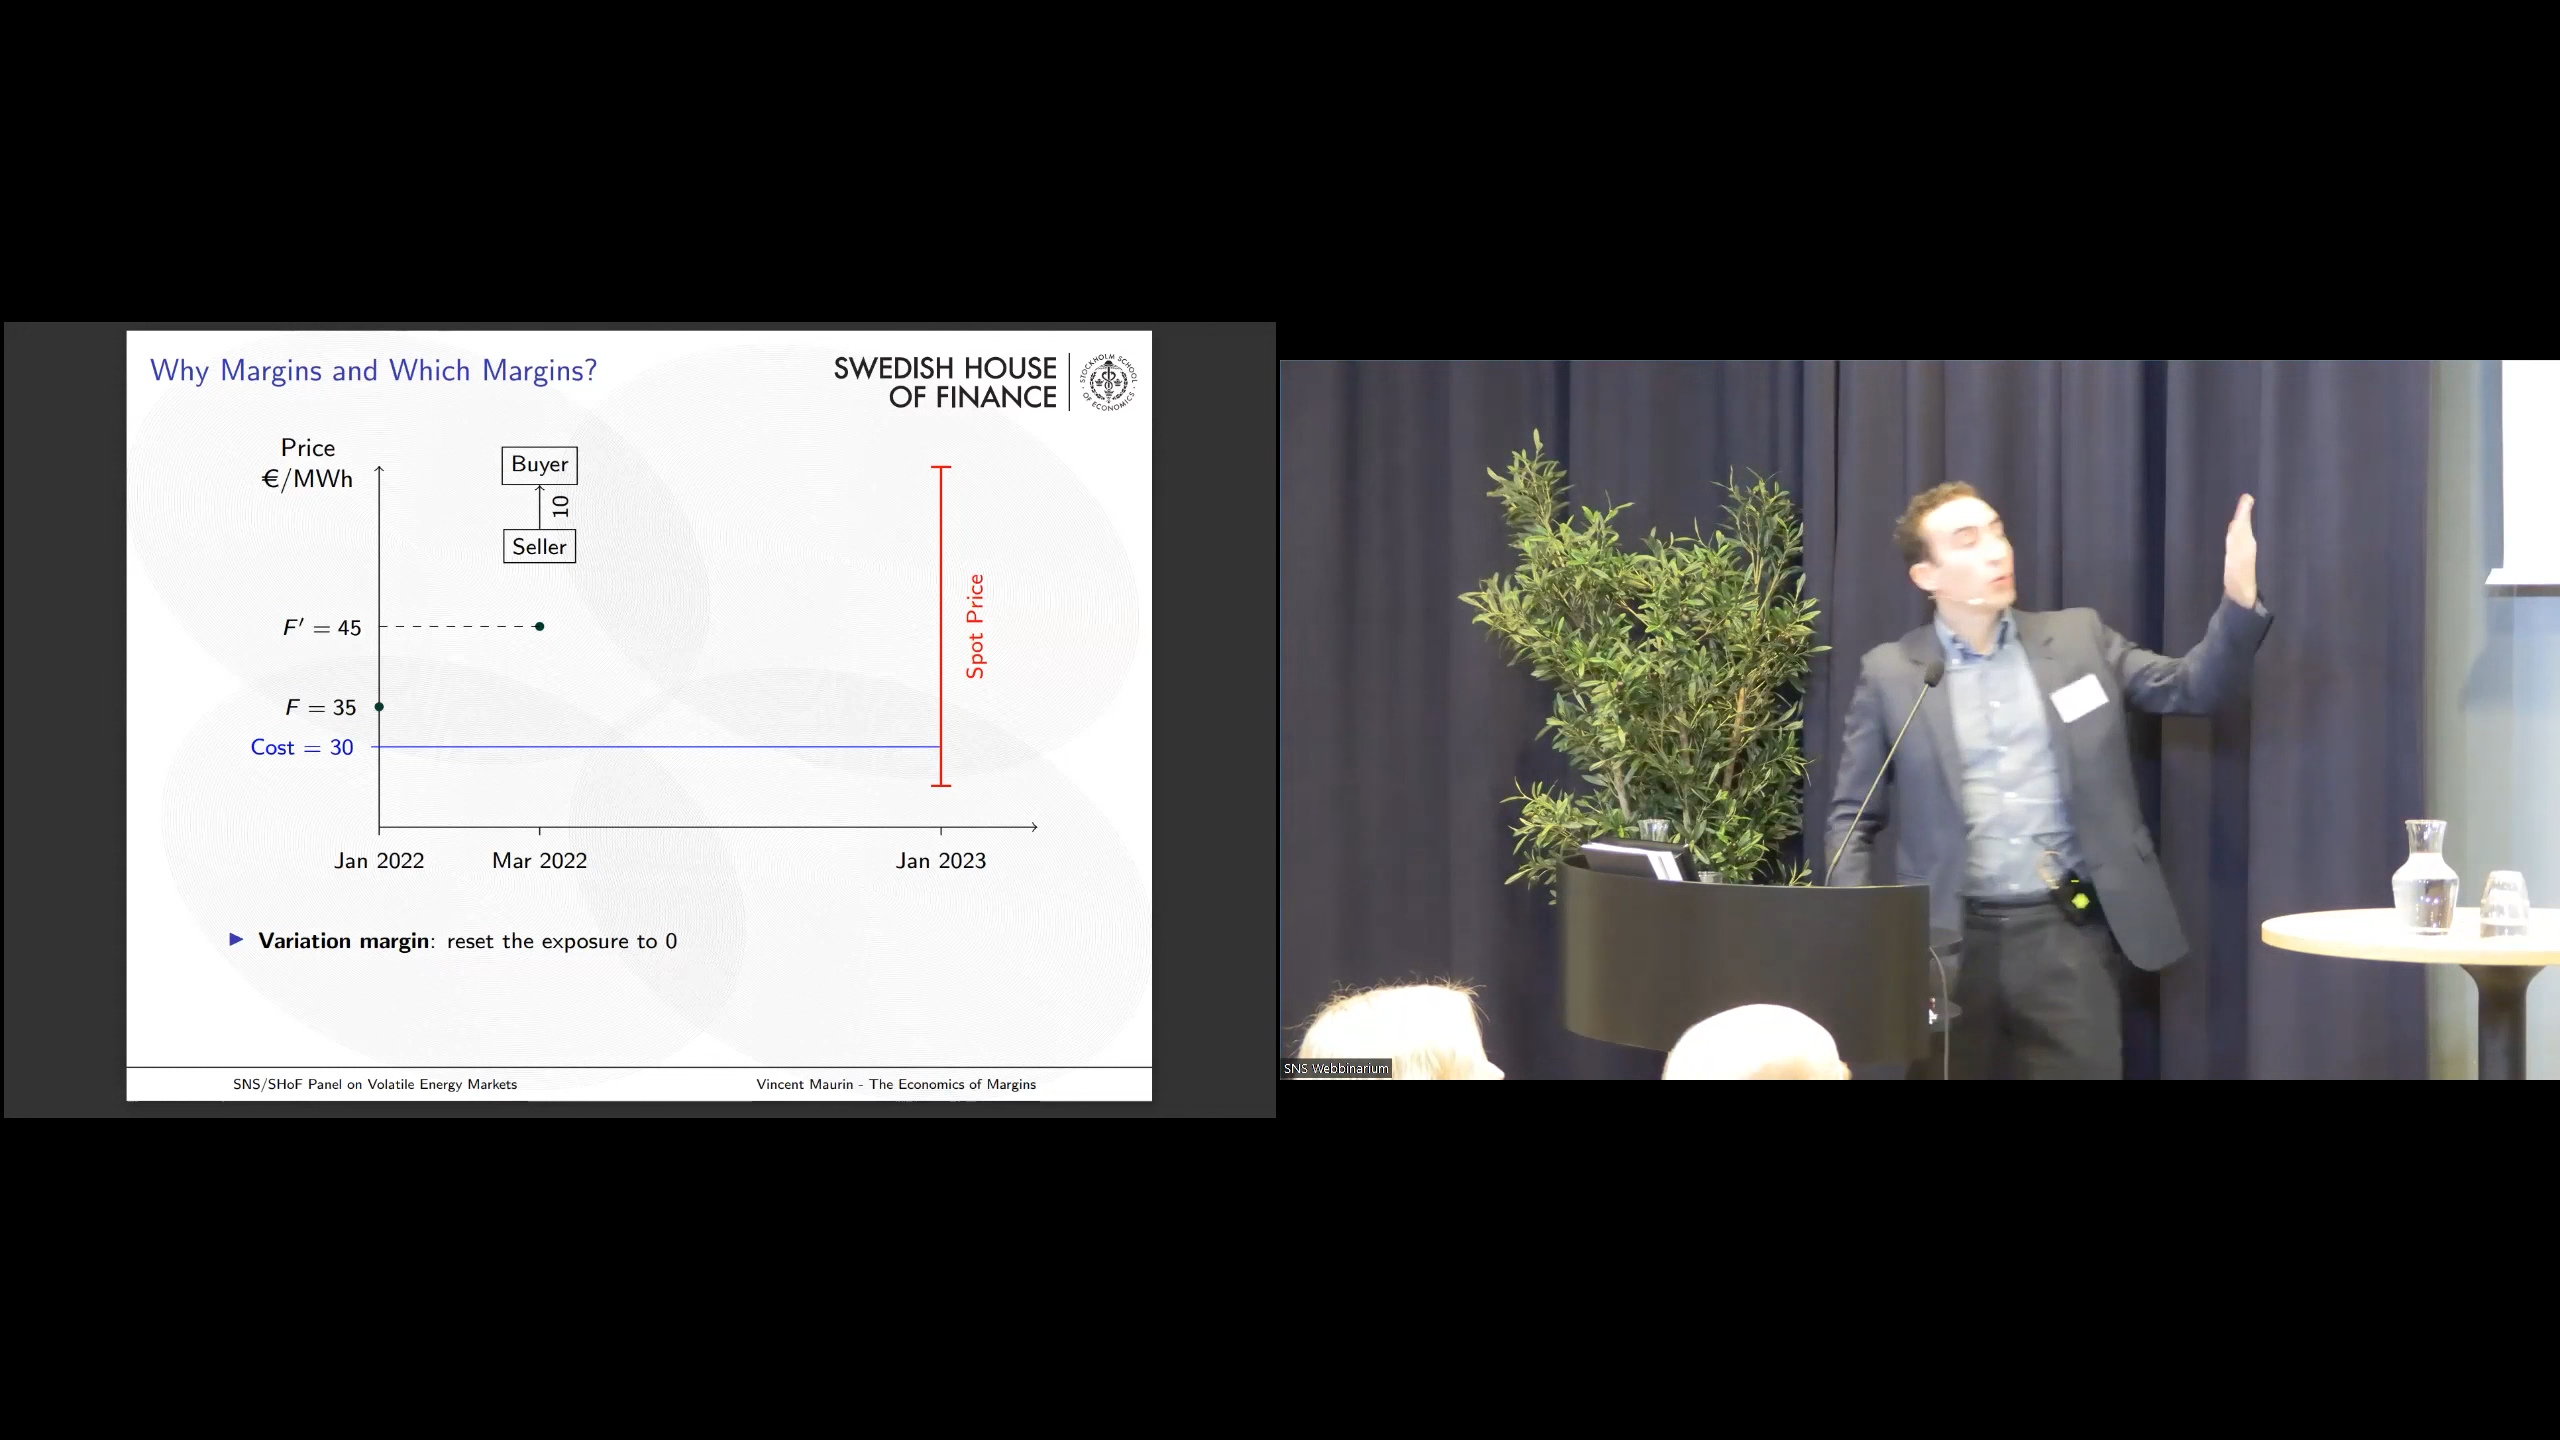 Why Margins and Which Margins?
SWEDISH HOUSE
OF FINANCE
STOCKHOLM SCHOOL
OF ECONOMICS
Price
€/MWh
Buyer
10
Seller
F′ = 45
F = 35
Cost = 30
Spot Price
Jan 2022
Mar 2022
Jan 2023
▶ Variation margin: reset the exposure to 0
SNS/SHoF Panel on Volatile Energy Markets
Vincent Maurin - The Economics of Margins
SNS Webbinarium